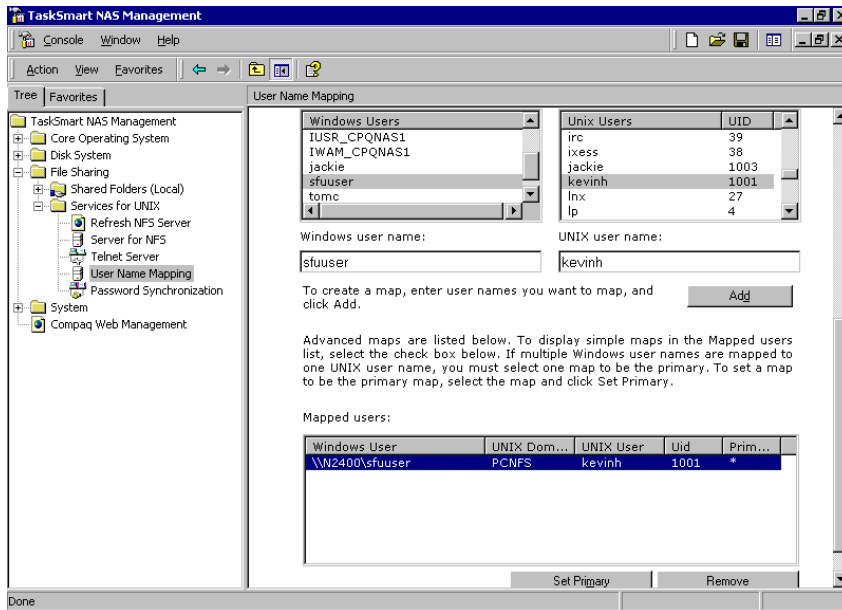 TaskSmart NAS Management
Console Window Help
Action View Favorites
Tree Favorites
User Name Mapping
TaskSmart NAS Management
Core Operating System
Disk System
File Sharing
Shared Folders (Local)
Services for UNIX
Refresh NFS Server
Server for NFS
Telnet Server
User Name Mapping
Password Synchronization
System
Compaq Web Management
Windows Users
IUSR_CPQNAS1
IWAM_CPQNAS1
jackie
sfuuser
tomc
Unix Users UID
irc 39
ixess 38
jackie 1003
kevinh 1001
lnx 27
lp 4
Windows user name:
UNIX user name:
sfuuser
kevinh
To create a map, enter user names you want to map, and
click Add.
Add
Advanced maps are listed below. To display simple maps in the Mapped users
list, select the check box below. If multiple Windows user names are mapped to
one UNIX user name, you must select one map to be the primary. To set a map
to be the primary map, select the map and click Set Primary.
Mapped users:
Windows User UNIX Dom... UNIX User Uid Prim...
\\N2400\sfuuser PCNFS kevinh 1001 *
Set Primary Remove
Done